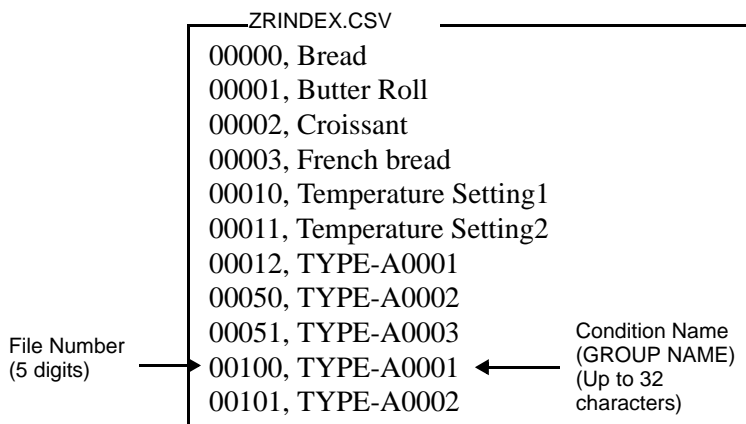 ZRINDEX.CSV
00000, Bread
00001, Butter Roll
00002, Croissant
00003, French bread
00010, Temperature Setting1
00011, Temperature Setting2
00012, TYPE-A0001
00050, TYPE-A0002
00051, TYPE-A0003
00100, TYPE-A0001
00101, TYPE-A0002
File Number
(5 digits)
Condition Name
(GROUP NAME)
(Up to 32
characters)